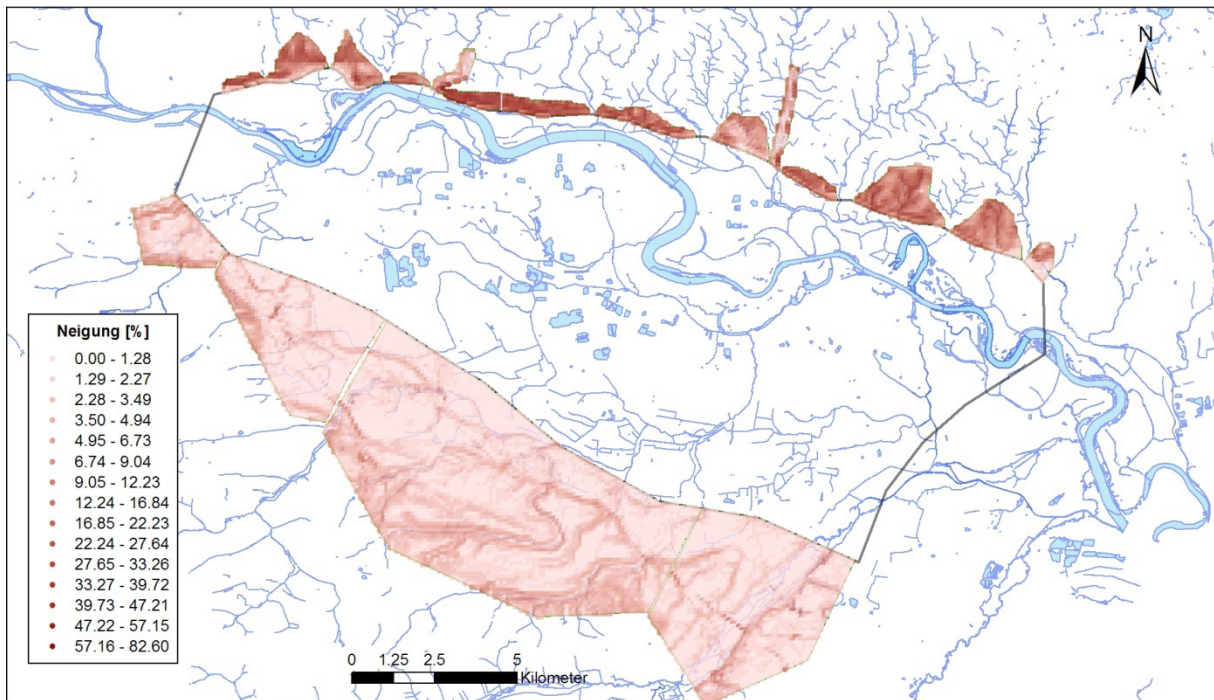 N
Neigung [%]
0.00 - 1.28
1.29 - 2.27
2.28 - 3.49
3.50 - 4.94
4.95 - 6.73
6.74 - 9.04
9.05 - 12.23
12.24 - 16.84
16.85 - 22.23
22.24 - 27.64
27.65 - 33.26
33.27 - 39.72
39.73 - 47.21
47.22 - 57.15
57.16 - 82.60
0 1.25 2.5 5
Kilometer